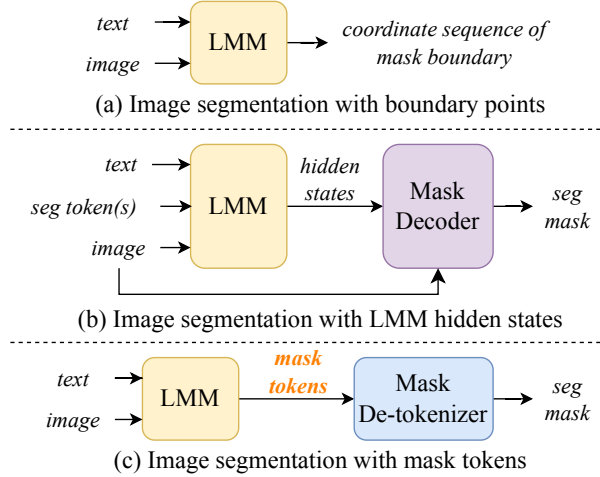 text
image
LMM
coordinate sequence of
mask boundary
(a) Image segmentation with boundary points
text
seg token(s)
image
LMM
hidden
states
Mask
Decoder
seg
mask
(b) Image segmentation with LMM hidden states
text
image
LMM
mask
tokens
Mask
De-tokenizer
seg
mask
(c) Image segmentation with mask tokens